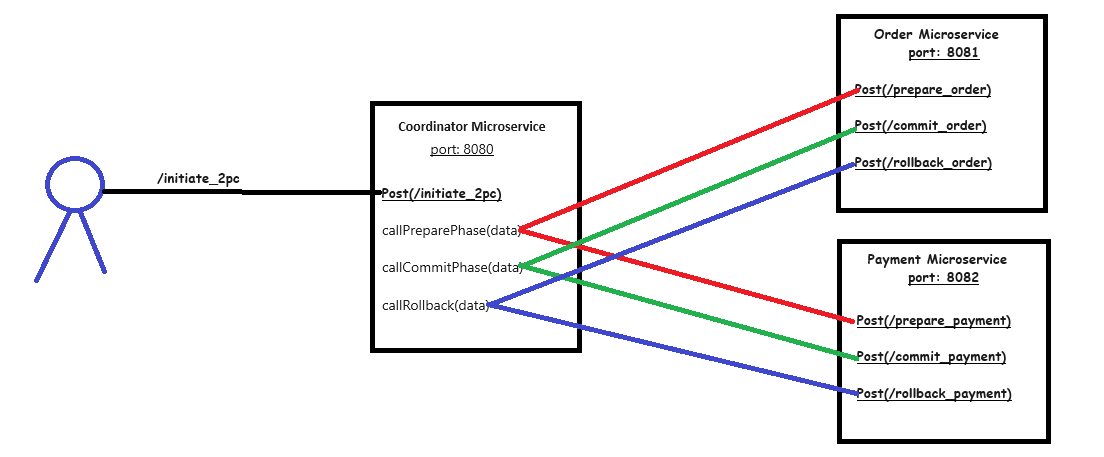 /initiate_2pc
Coordinator Microservice
port: 8080
Post(/initiate_2pc)
callPreparePhase(data)
callCommitPhase(data)
callRollback(data)
Order Microservice
port: 8081
Post(/prepare_order)
Post(/commit_order)
Post(/rollback_order)
Payment Microservice
port: 8082
Post(/prepare_payment)
Post(/commit_payment)
Post(/rollback_payment)